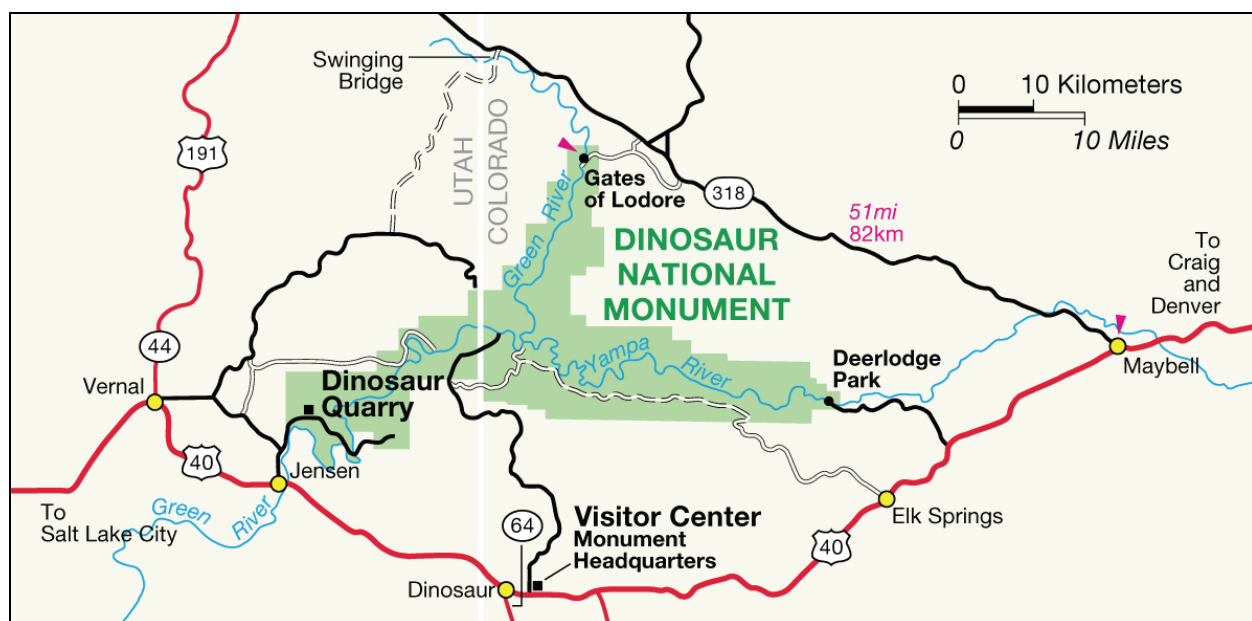 Swinging
Bridge
0 10 Kilometers
0 10 Miles
191
UTAH
COLORADO
Gates
of Lodore
318
Green River
51mi
82km
DINOSAUR
NATIONAL
MONUMENT
To
Craig
and
Denver
44
Vernal
Dinosaur
Quarry
Yampa River
Deerlodge
Park
Maybell
40
Jensen
To
Salt Lake City
Green River
64
Visitor Center
Monument
Headquarters
Elk Springs
40
Dinosaur